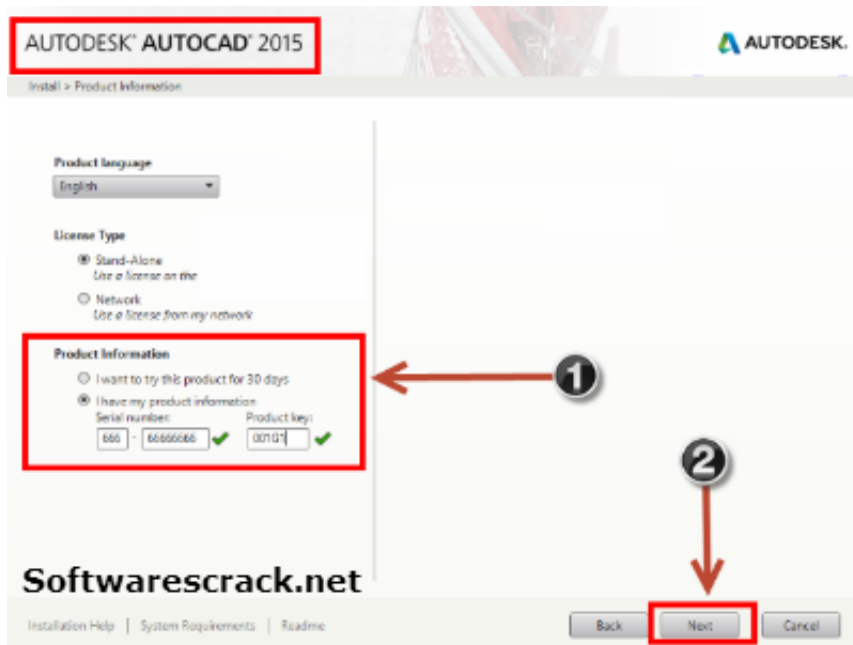 AUTODESK® AUTOCAD® 2015
AUTODESK.
Install > Product Information
Product language
English
License Type
Stand-Alone
Use a license on the
Network
Use a license from my network
Product Information
1
I want to try this product for 30 days
I have my product information
Serial number: Product key:
666 - 66666666 001G1
2
Softwarescrack.net
Installation Help | System Requirements | Readme
Back Next Cancel